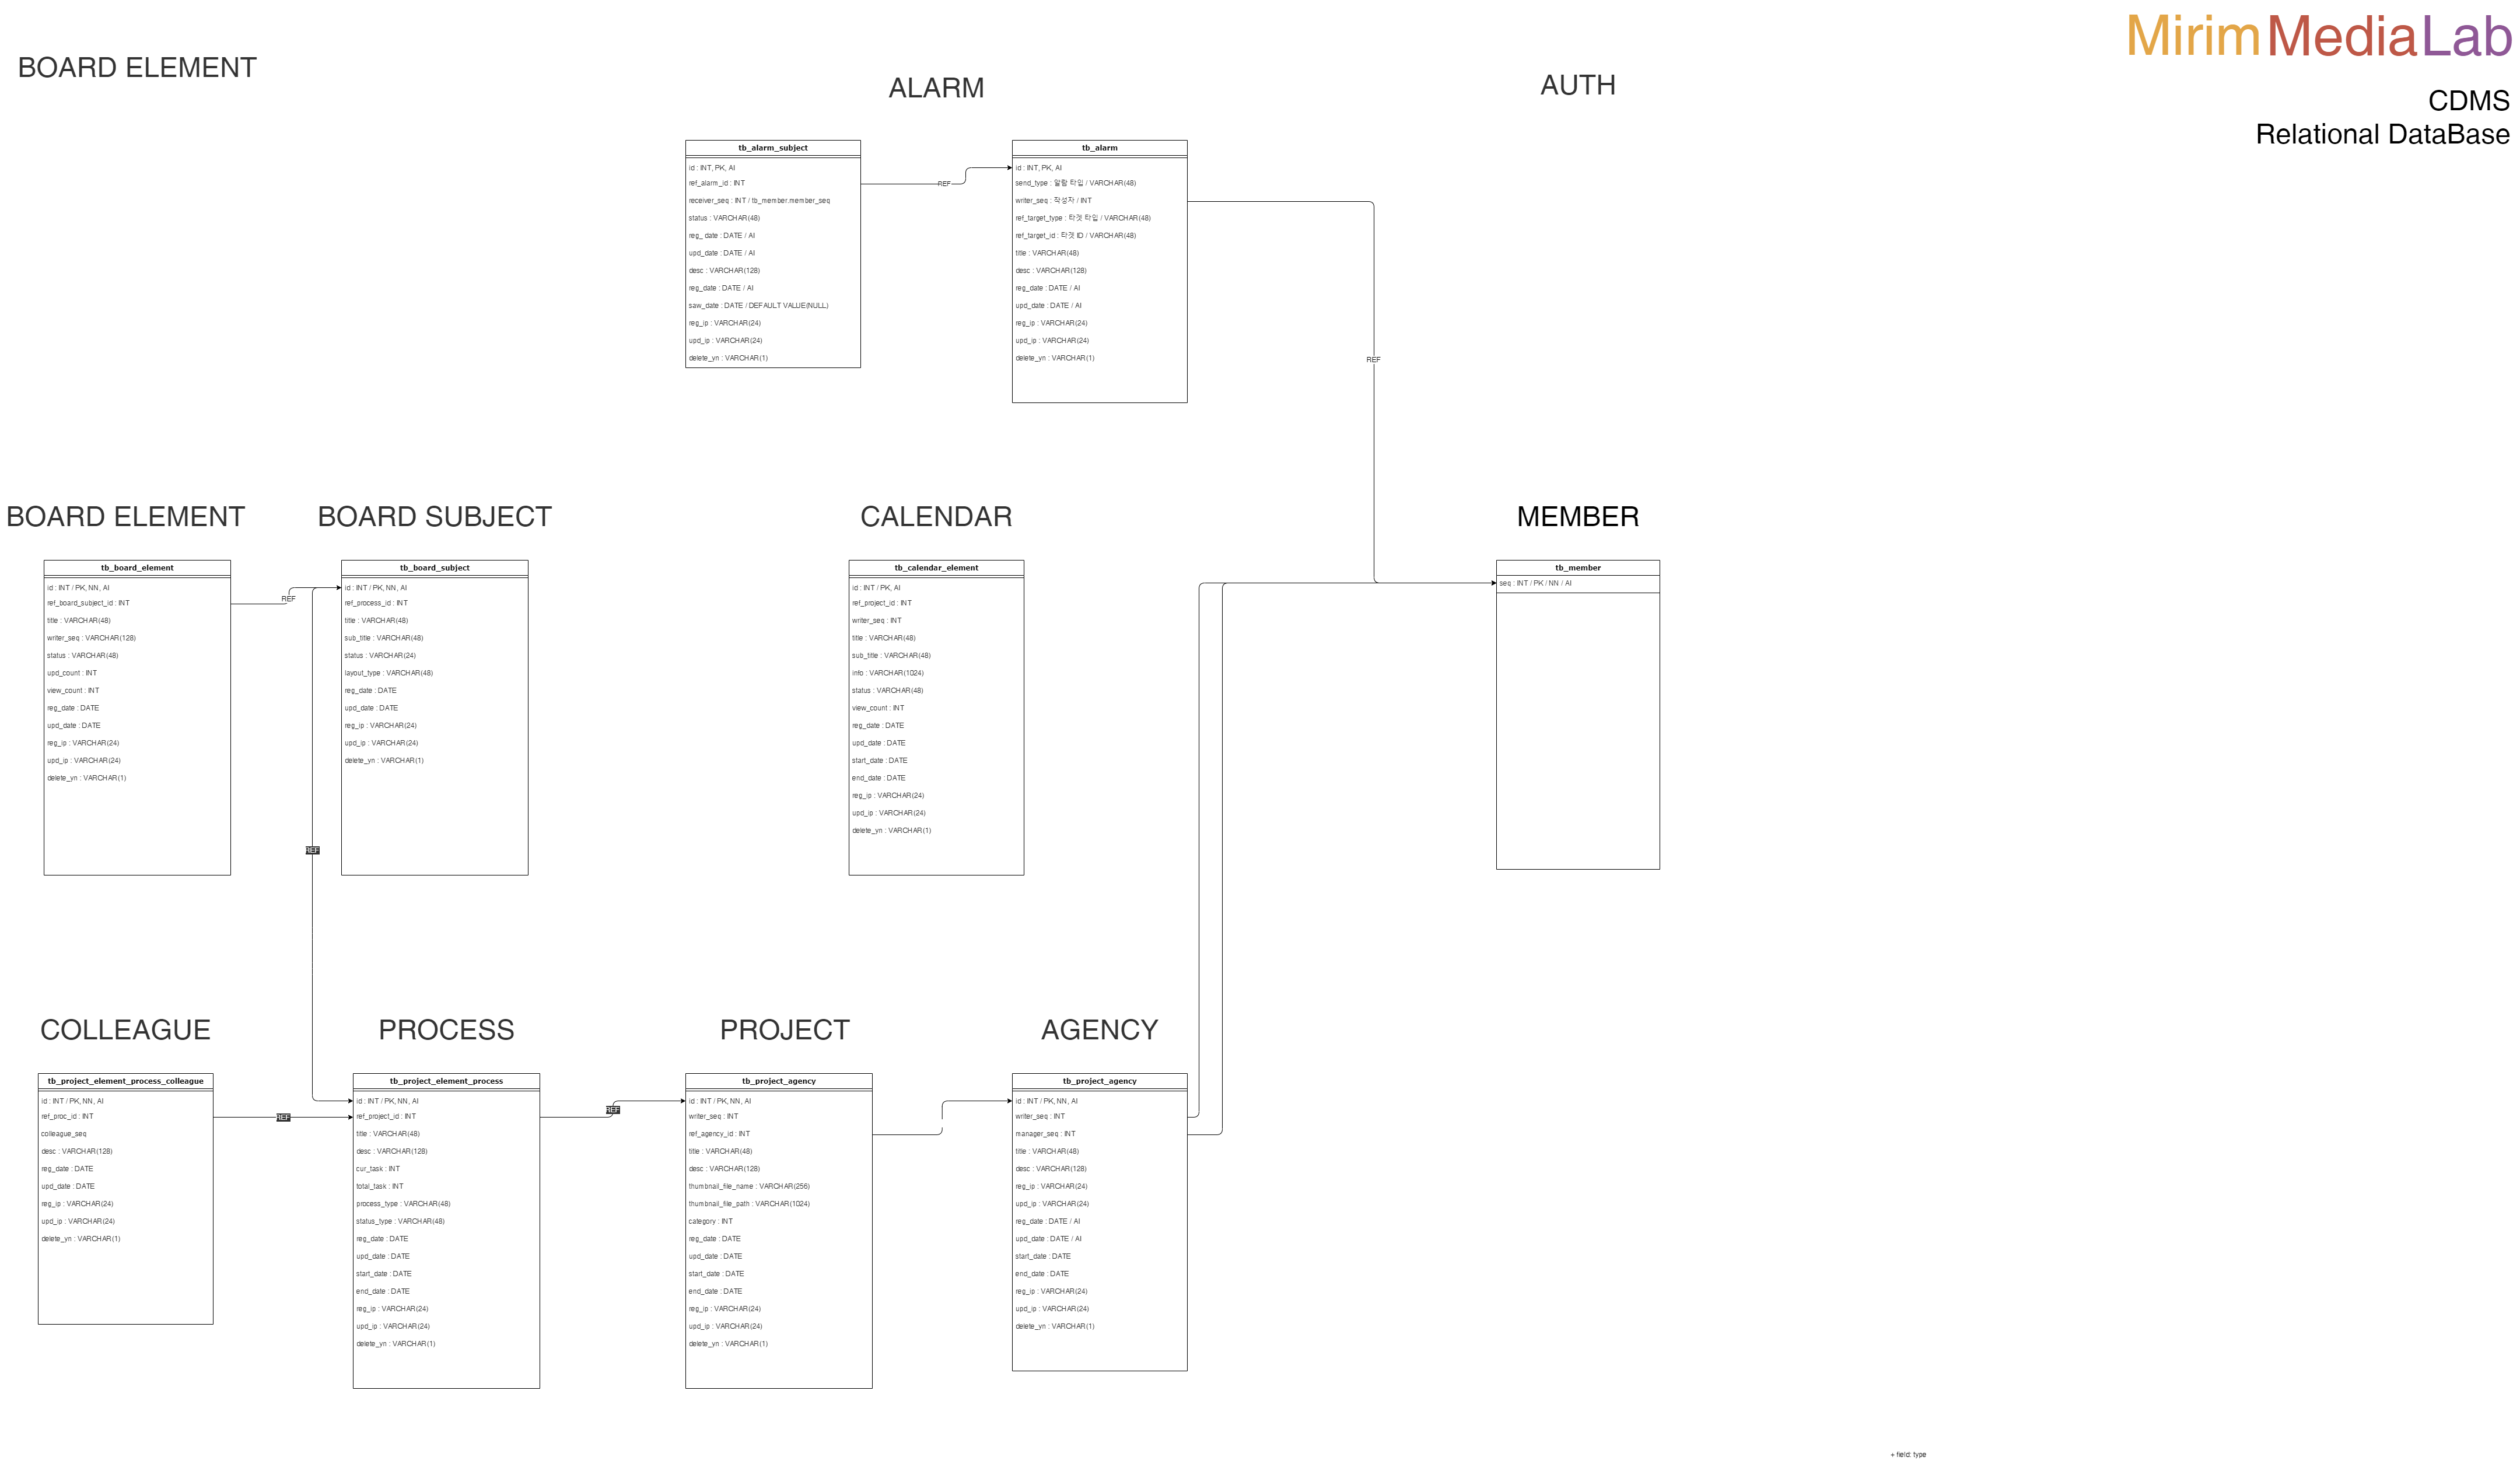 MirimMediaLab
CDMS
Relational DataBase
BOARD ELEMENT
ALARM
AUTH
tb_alarm_subject
id : INT, PK, AI
ref_alarm_id : INT
receiver_seq : INT / tb_member.member_seq
status : VARCHAR(48)
reg_ date : DATE / AI
upd_date : DATE / AI
desc : VARCHAR(128)
reg_date : DATE / AI
saw_date : DATE / DEFAULT VALUE(NULL)
reg_ip : VARCHAR(24)
upd_ip : VARCHAR(24)
delete_yn : VARCHAR(1)
REF
tb_alarm
id : INT, PK, AI
send_type : 알람 타입 / VARCHAR(48)
writer_seq : 작성자 / INT
ref_target_type : 타겟 타입 / VARCHAR(48)
ref_target_id : 타겟 ID / VARCHAR(48)
title : VARCHAR(48)
desc : VARCHAR(128)
reg_date : DATE / AI
upd_date : DATE / AI
reg_ip : VARCHAR(24)
upd_ip : VARCHAR(24)
delete_yn : VARCHAR(1)
REF
BOARD ELEMENT
BOARD SUBJECT
CALENDAR
MEMBER
tb_board_element
id : INT / PK, NN, AI
ref_board_subject_id : INT
title : VARCHAR(48)
writer_seq : VARCHAR(128)
status : VARCHAR(48)
upd_count : INT
view_count : INT
reg_date : DATE
upd_date : DATE
reg_ip : VARCHAR(24)
upd_ip : VARCHAR(24)
delete_yn : VARCHAR(1)
REF
tb_board_subject
id : INT / PK, NN, AI
ref_process_id : INT
title : VARCHAR(48)
sub_title : VARCHAR(48)
status : VARCHAR(24)
layout_type : VARCHAR(48)
reg_date : DATE
upd_date : DATE
reg_ip : VARCHAR(24)
upd_ip : VARCHAR(24)
delete_yn : VARCHAR(1)
REF
tb_calendar_element
id : INT / PK, AI
ref_project_id : INT
writer_seq : INT
title : VARCHAR(48)
sub_title : VARCHAR(48)
info : VARCHAR(1024)
status : VARCHAR(48)
view_count : INT
reg_date : DATE
upd_date : DATE
start_date : DATE
end_date : DATE
reg_ip : VARCHAR(24)
upd_ip : VARCHAR(24)
delete_yn : VARCHAR(1)
tb_member
seq : INT / PK / NN / AI
COLLEAGUE
PROCESS
PROJECT
AGENCY
tb_project_element_process_colleague
id : INT / PK, NN, AI
ref_proc_id : INT
colleague_seq
desc : VARCHAR(128)
reg_date : DATE
upd_date : DATE
reg_ip : VARCHAR(24)
upd_ip : VARCHAR(24)
delete_yn : VARCHAR(1)
REF
tb_project_element_process
id : INT / PK, NN, AI
ref_project_id : INT
title : VARCHAR(48)
desc : VARCHAR(128)
cur_task : INT
total_task : INT
process_type : VARCHAR(48)
status_type : VARCHAR(48)
reg_date : DATE
upd_date : DATE
start_date : DATE
end_date : DATE
reg_ip : VARCHAR(24)
upd_ip : VARCHAR(24)
delete_yn : VARCHAR(1)
REF
tb_project_agency
id : INT / PK, NN, AI
writer_seq : INT
ref_agency_id : INT
title : VARCHAR(48)
desc : VARCHAR(128)
thumbnail_file_name : VARCHAR(256)
thumbnail_file_path : VARCHAR(1024)
category : INT
reg_date : DATE
upd_date : DATE
start_date : DATE
end_date : DATE
reg_ip : VARCHAR(24)
upd_ip : VARCHAR(24)
delete_yn : VARCHAR(1)
tb_project_agency
id : INT / PK, NN, AI
writer_seq : INT
manager_seq : INT
title : VARCHAR(48)
desc : VARCHAR(128)
reg_ip : VARCHAR(24)
upd_ip : VARCHAR(24)
reg_date : DATE / AI
upd_date : DATE / AI
start_date : DATE
end_date : DATE
reg_ip : VARCHAR(24)
upd_ip : VARCHAR(24)
delete_yn : VARCHAR(1)
+ field: type